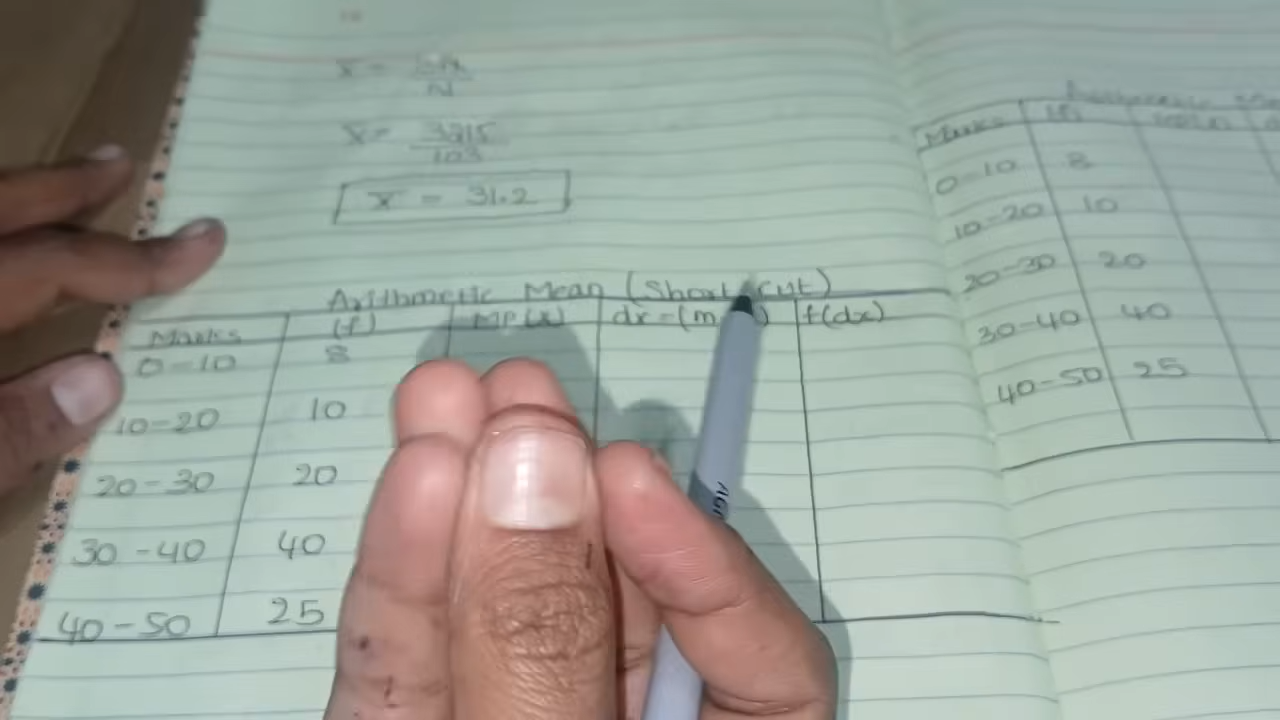 x̄ =
N
x̄ = 3215
103
x̄ = 31.2
Arithmetic Mean (Short Cut)
Marks (f) MP(x) dx=(m f(dx)
0-10 8
10-20 10
20-30 20
30-40 40
40-50 25
Marks
0-10 8
10-20 10
20-30 20
30-40 40
40-50 25